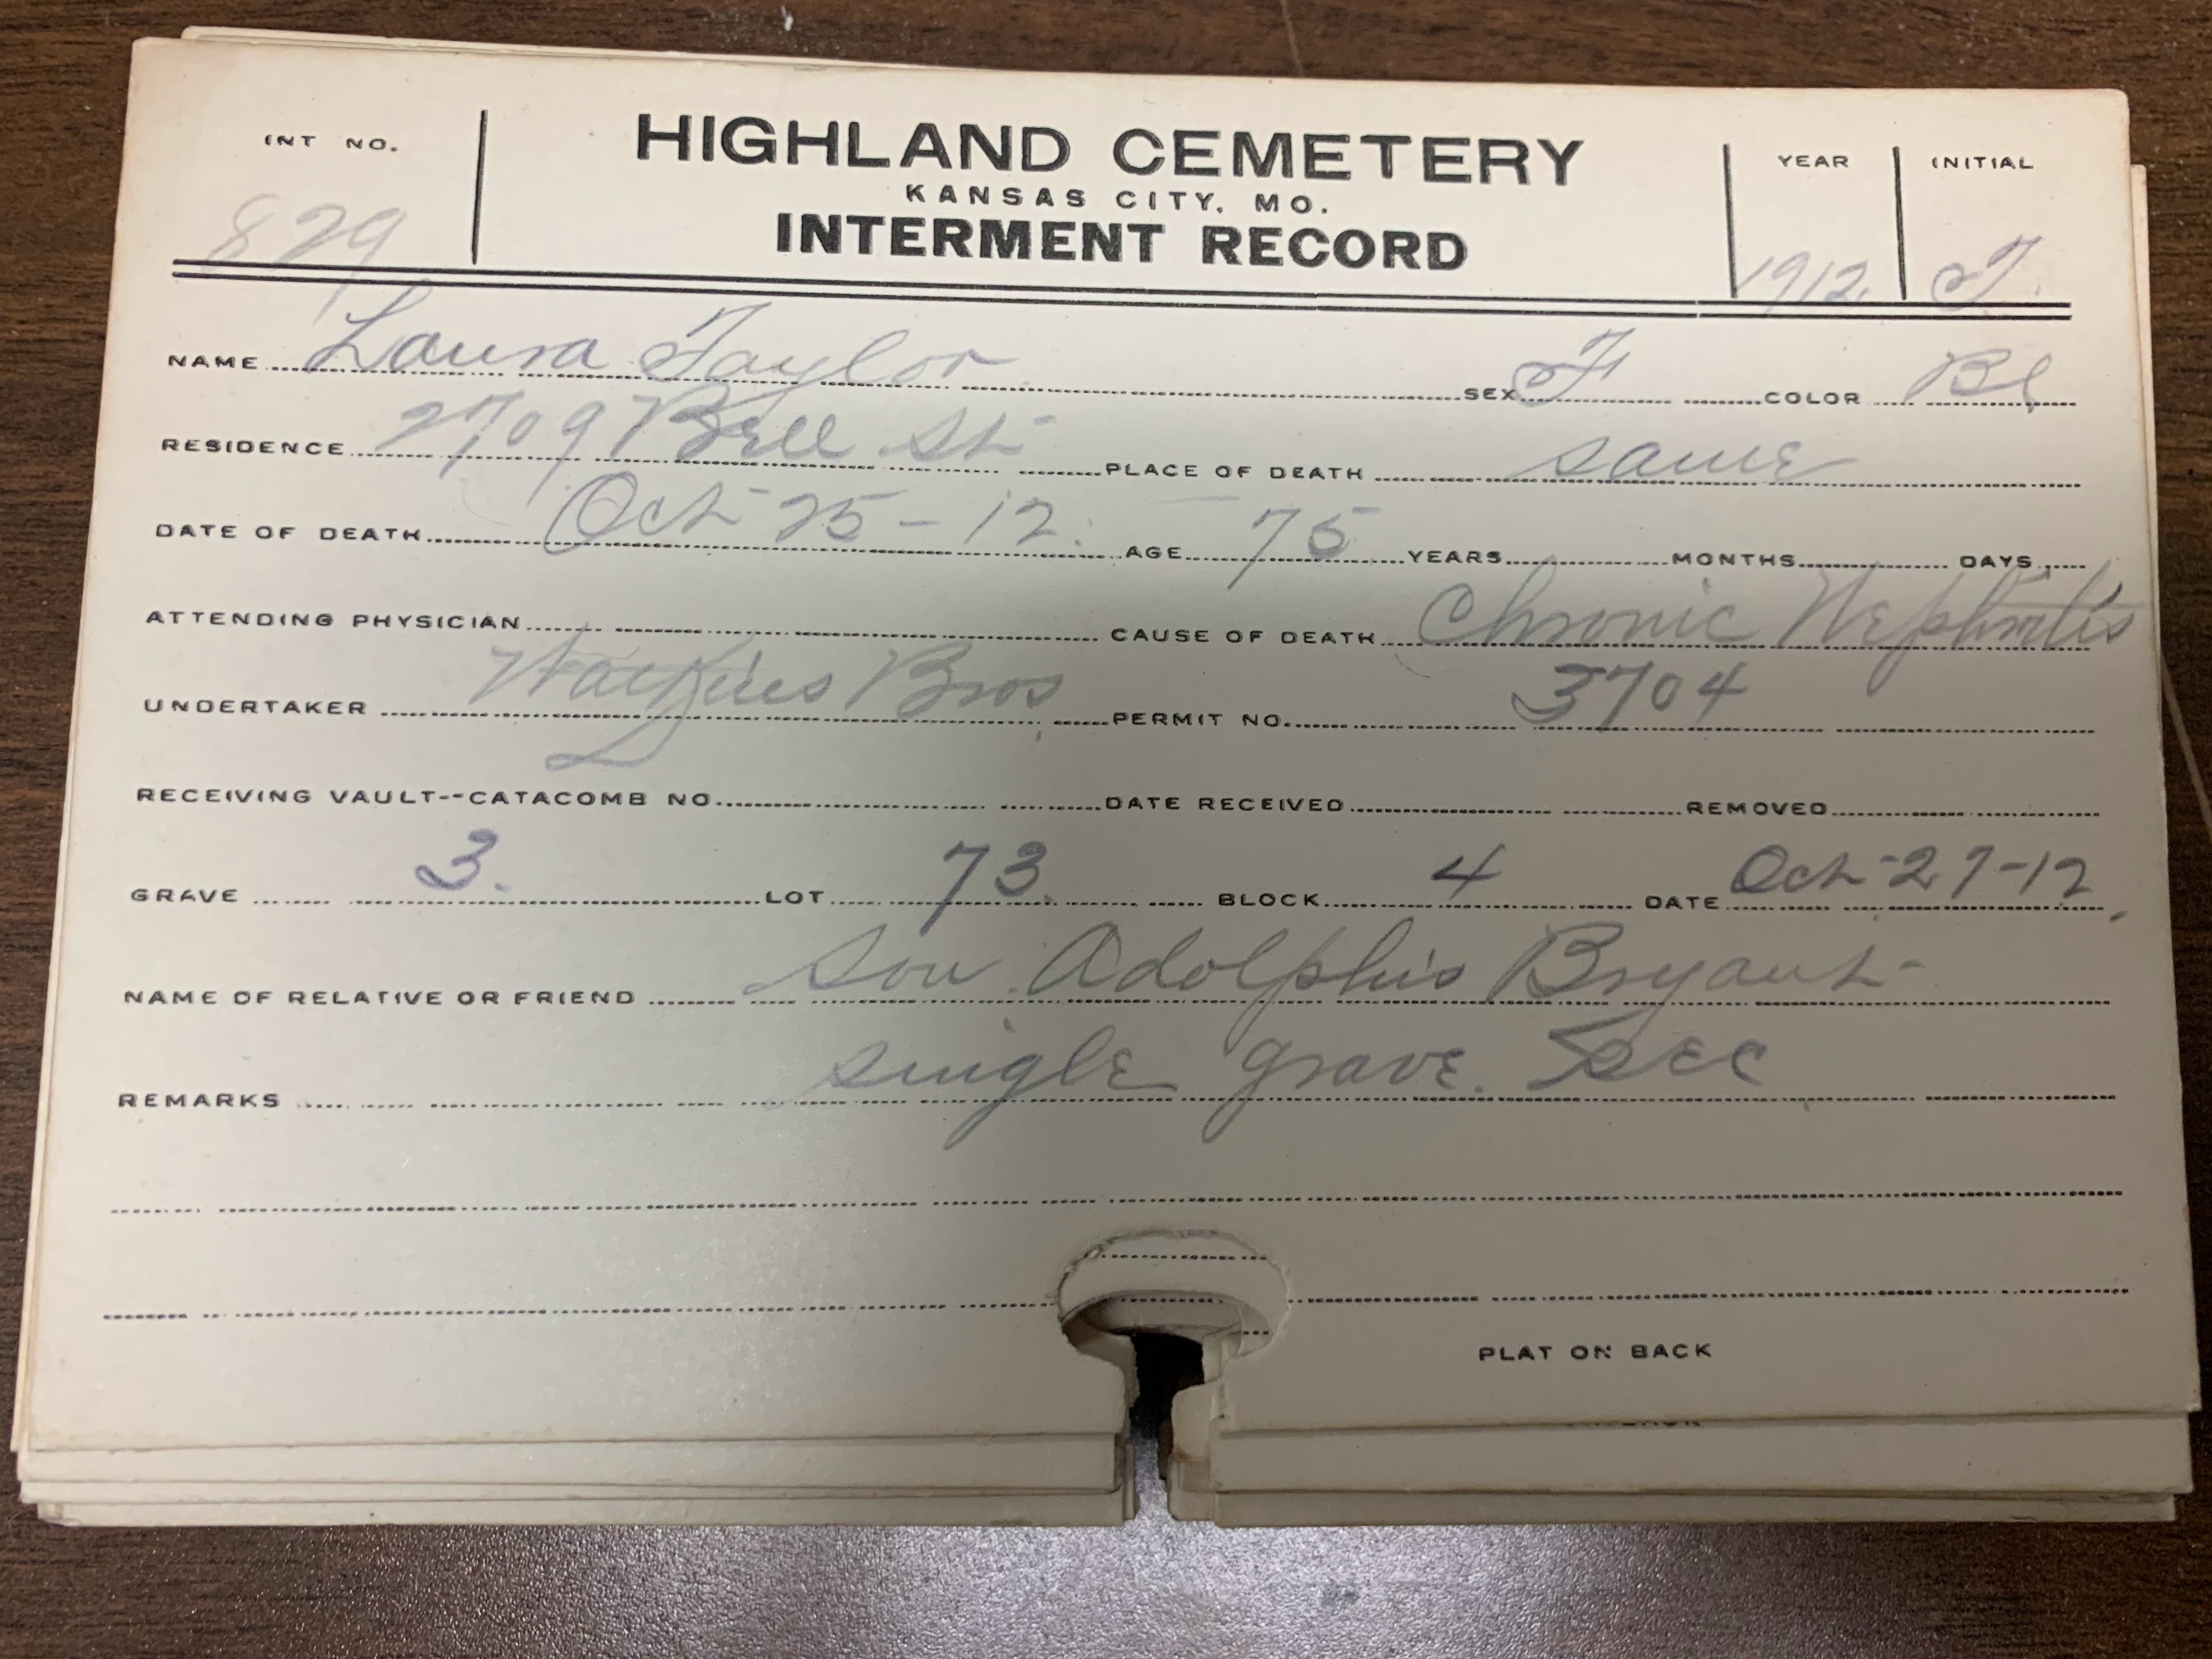 INT NO. HIGHLAND CEMETERY YEAR INITIAL
KANSAS CITY, MO.
829 INTERMENT RECORD 1912 T.
NAME Laura Taylor SEX F COLOR Bl
RESIDENCE 2709 Bell St PLACE OF DEATH same
DATE OF DEATH Oct 25-12. AGE 75 YEARS MONTHS DAYS
ATTENDING PHYSICIAN CAUSE OF DEATH Chronic Nephritis
UNDERTAKER Watkins Bros PERMIT NO. 3704
RECEIVING VAULT--CATACOMB NO. DATE RECEIVED REMOVED
GRAVE 3. LOT 73. BLOCK 4 DATE Oct-27-12
NAME OF RELATIVE OR FRIEND Son Adolphis Bryant
REMARKS single grave. Sec
PLAT ON BACK